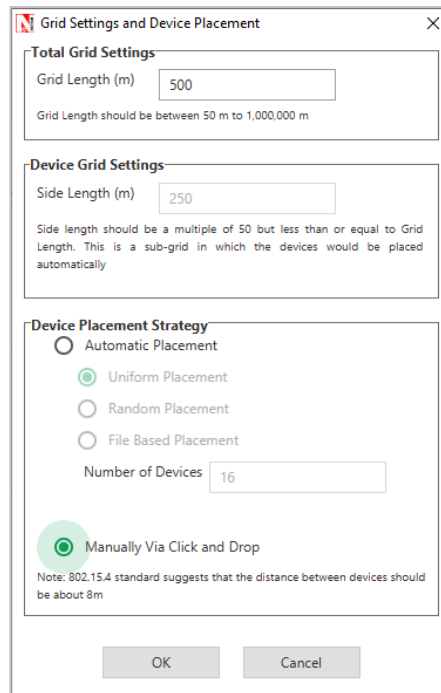 Grid Settings and Device Placement
Total Grid Settings
Grid Length (m) 500
Grid Length should be between 50 m to 1,000,000 m
Device Grid Settings
Side Length (m) 250
Side length should be a multiple of 50 but less than or equal to Grid
Length. This is a sub-grid in which the devices would be placed
automatically
Device Placement Strategy
Automatic Placement
Uniform Placement
Random Placement
File Based Placement
Number of Devices 16
Manually Via Click and Drop
Note: 802.15.4 standard suggests that the distance between devices should
be about 8m
OK Cancel